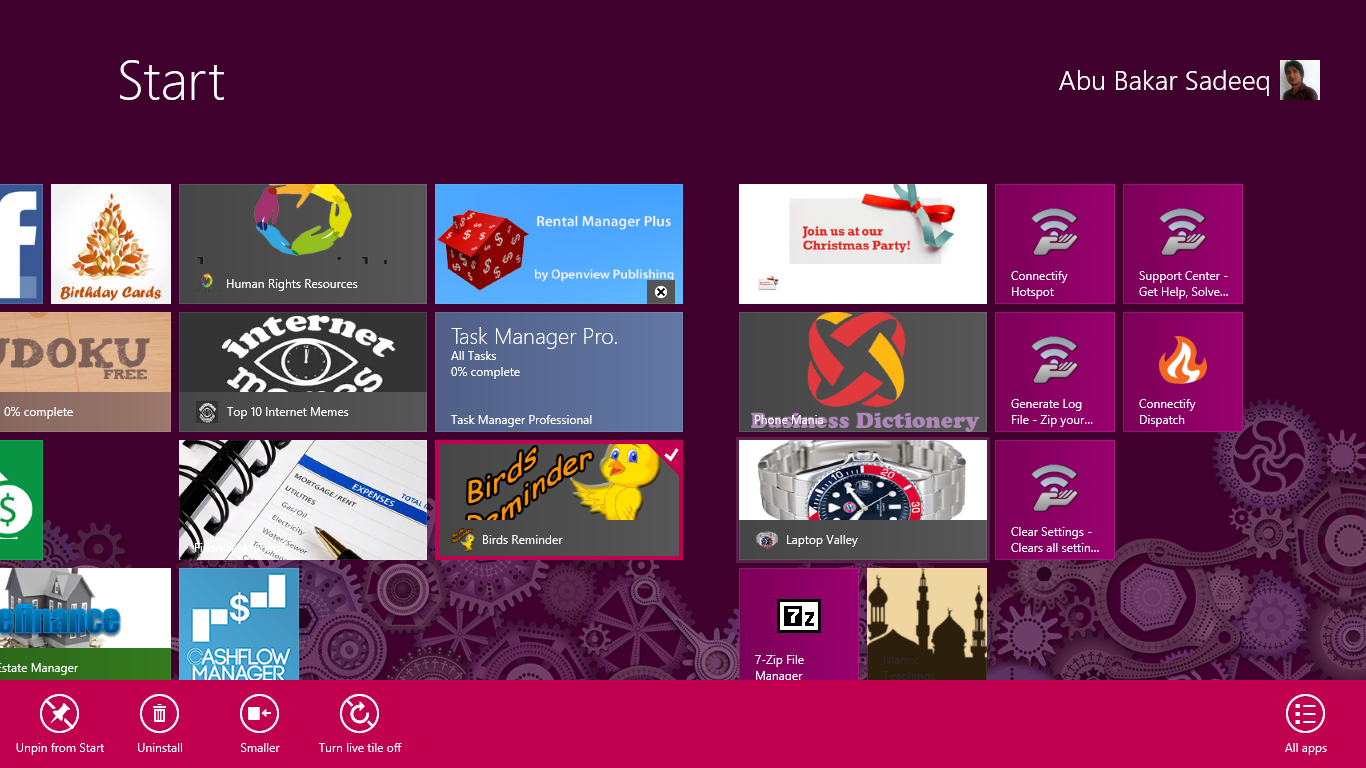 Start
Abu Bakar Sadeeq
f
Birthday Cards
Human Rights Resources
Rental Manager Plus
by Openview Publishing
UDOKU
FREE
0% complete
internet
memes
Top 10 Internet Memes
Task Manager Pro.
All Tasks
0% complete
Task Manager Professional
$
MORTGAGE/RENT
EXPENSES
TOTAL
UTILITIES
Gas/Oil
Electricity
Water/Sewer
Telephone
Birds
Reminder
Birds Reminder
efinance
Estate Manager
$
CASHFLOW
MANAGER
Join us at our
Christmas Party!
Connectify
Hotspot
Support Center -
Get Help, Solve...
Business Dictionery
Phone Mania
Generate Log
File - Zip your...
Connectify
Dispatch
Laptop Valley
Clear Settings -
Clears all settin...
7z
7-Zip File
Manager
Islamic
Unpin from Start
Uninstall
Smaller
Turn live tile off
All apps